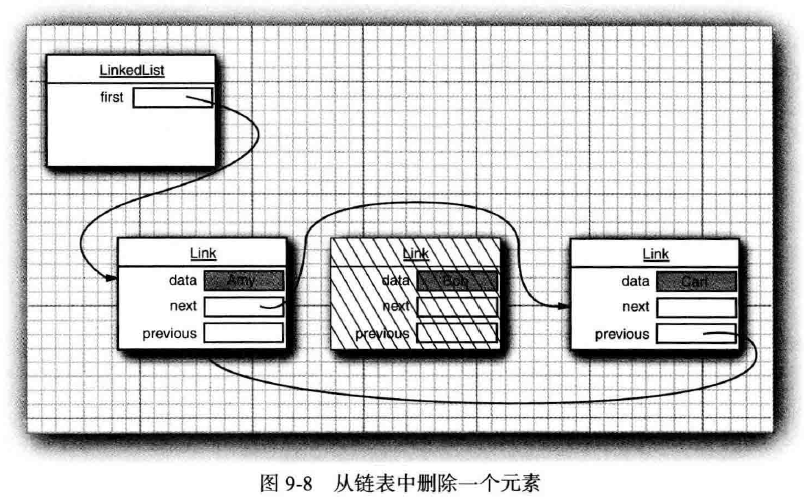 LinkedList
first
Link
data Amy
next
previous
Link
data Bob
next
previous
Link
data Carl
next
previous
图 9-8 从链表中删除一个元素